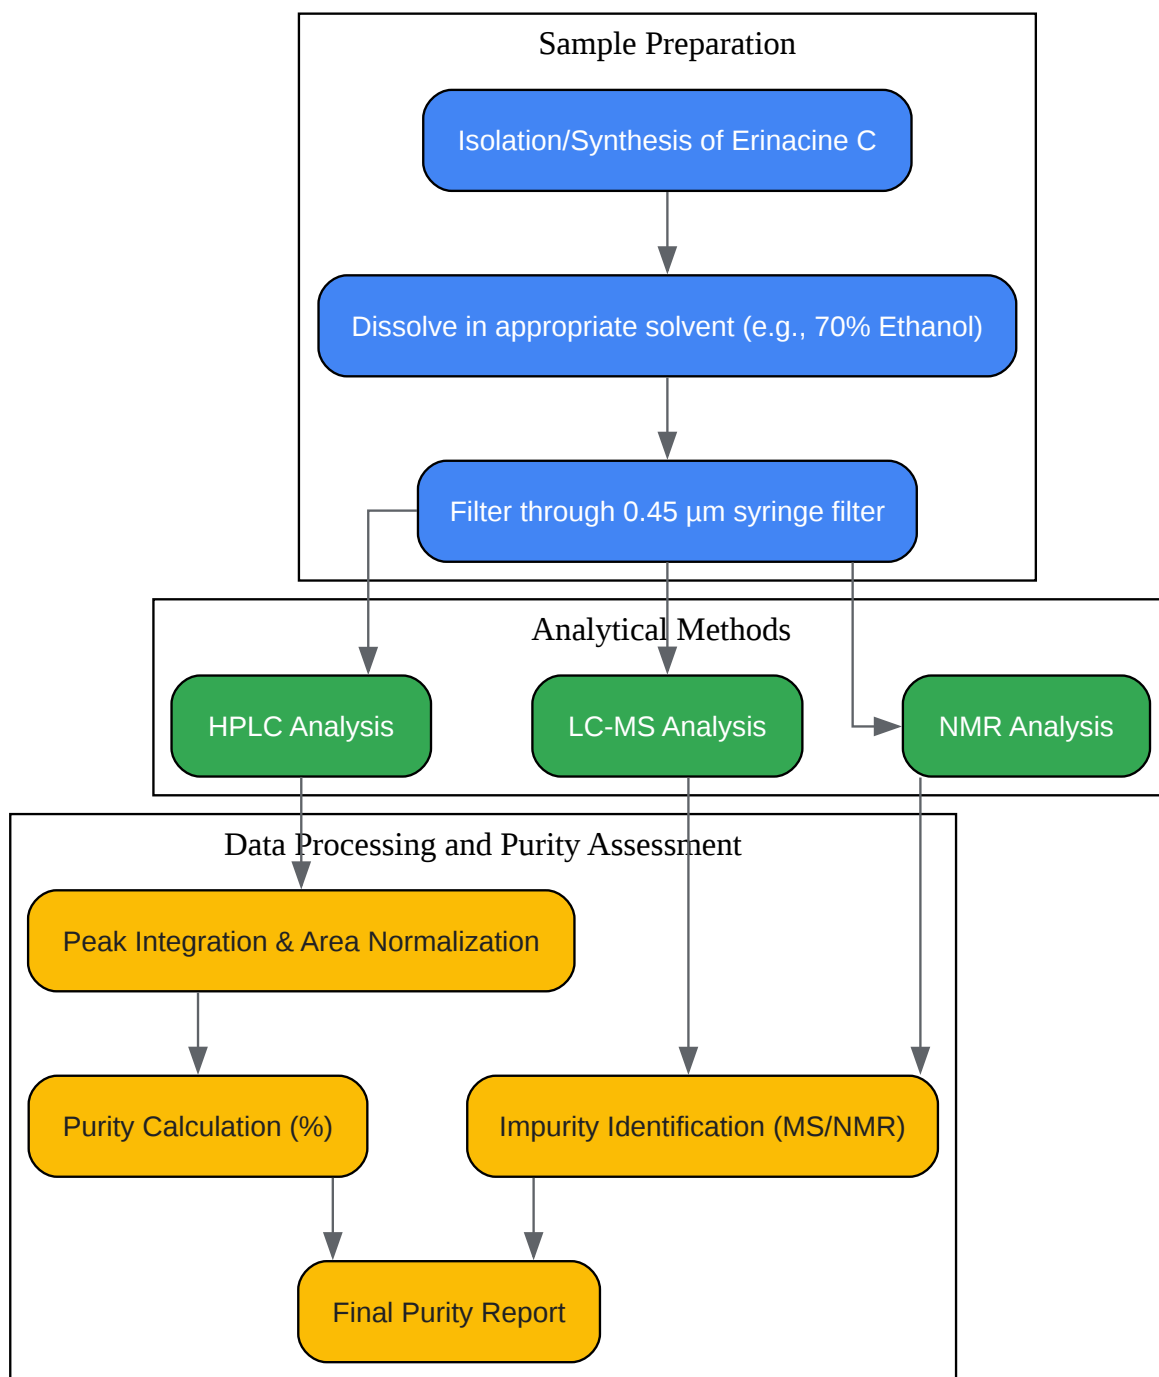 Sample Preparation
Isolation/Synthesis of Erinacine C
Dissolve in appropriate solvent (e.g., 70% Ethanol)
Filter through 0.45 µm syringe filter
Analytical Methods
HPLC Analysis
LC-MS Analysis
NMR Analysis
Data Processing and Purity Assessment
Peak Integration & Area Normalization
Purity Calculation (%)
Impurity Identification (MS/NMR)
Final Purity Report